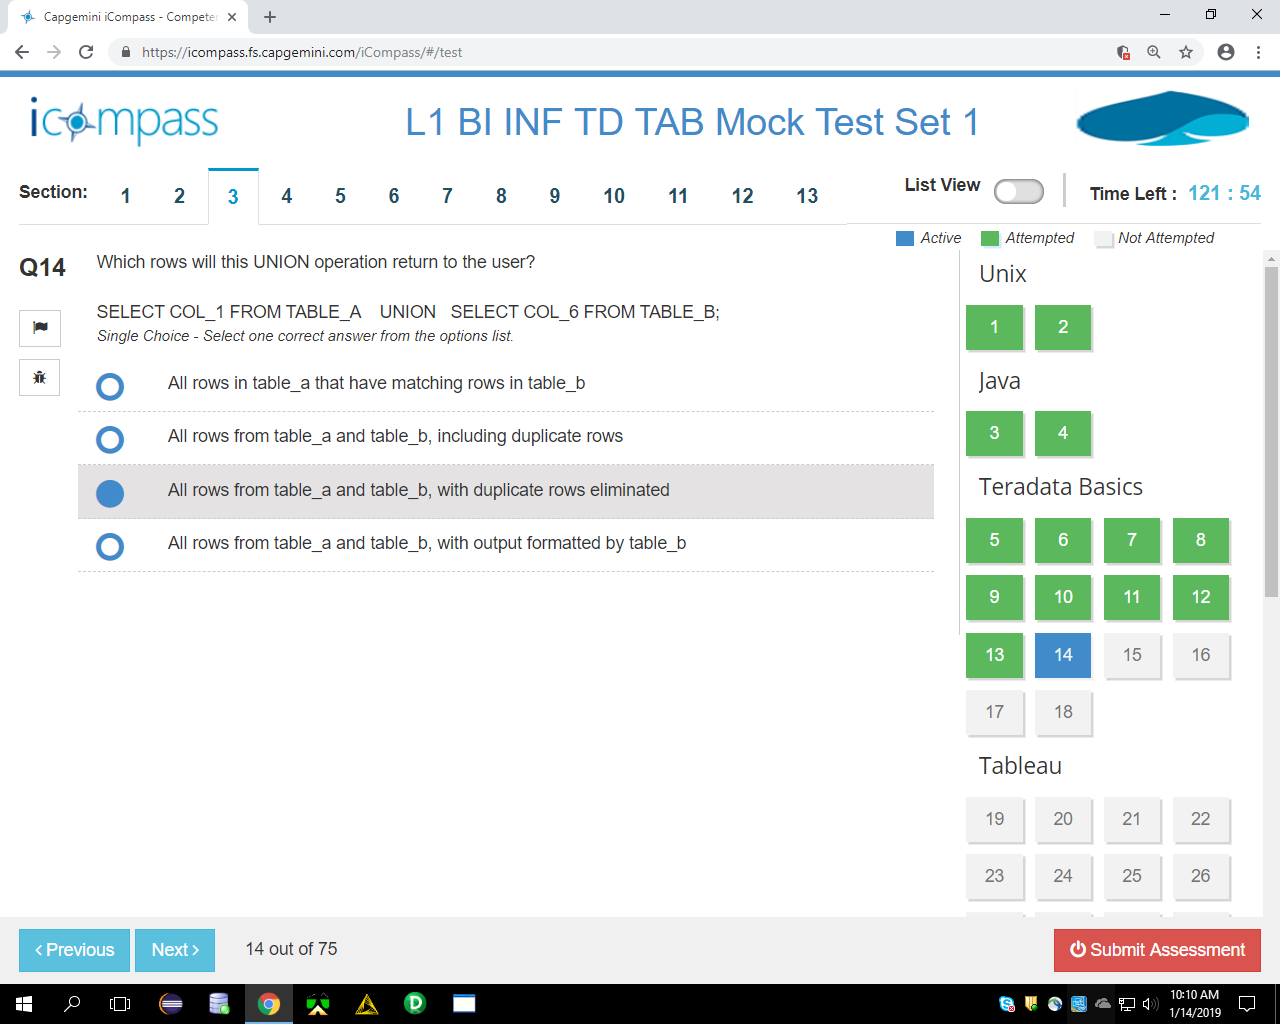 Capgemini iCompass - Competen
https://icompass.fs.capgemini.com/iCompass/#/test
icompass
L1 BI INF TD TAB Mock Test Set 1
Section: 1 2 3 4 5 6 7 8 9 10 11 12 13
List View
Time Left : 121 : 54
Active Attempted Not Attempted
Q14
Which rows will this UNION operation return to the user?
SELECT COL_1 FROM TABLE_A UNION SELECT COL_6 FROM TABLE_B;
Single Choice - Select one correct answer from the options list.
All rows in table_a that have matching rows in table_b
All rows from table_a and table_b, including duplicate rows
All rows from table_a and table_b, with duplicate rows eliminated
All rows from table_a and table_b, with output formatted by table_b
Unix
1 2
Java
3 4
Teradata Basics
5 6 7 8
9 10 11 12
13 14 15 16
17 18
Tableau
19 20 21 22
23 24 25 26
Previous
Next
14 out of 75
Submit Assessment
10:10 AM
1/14/2019